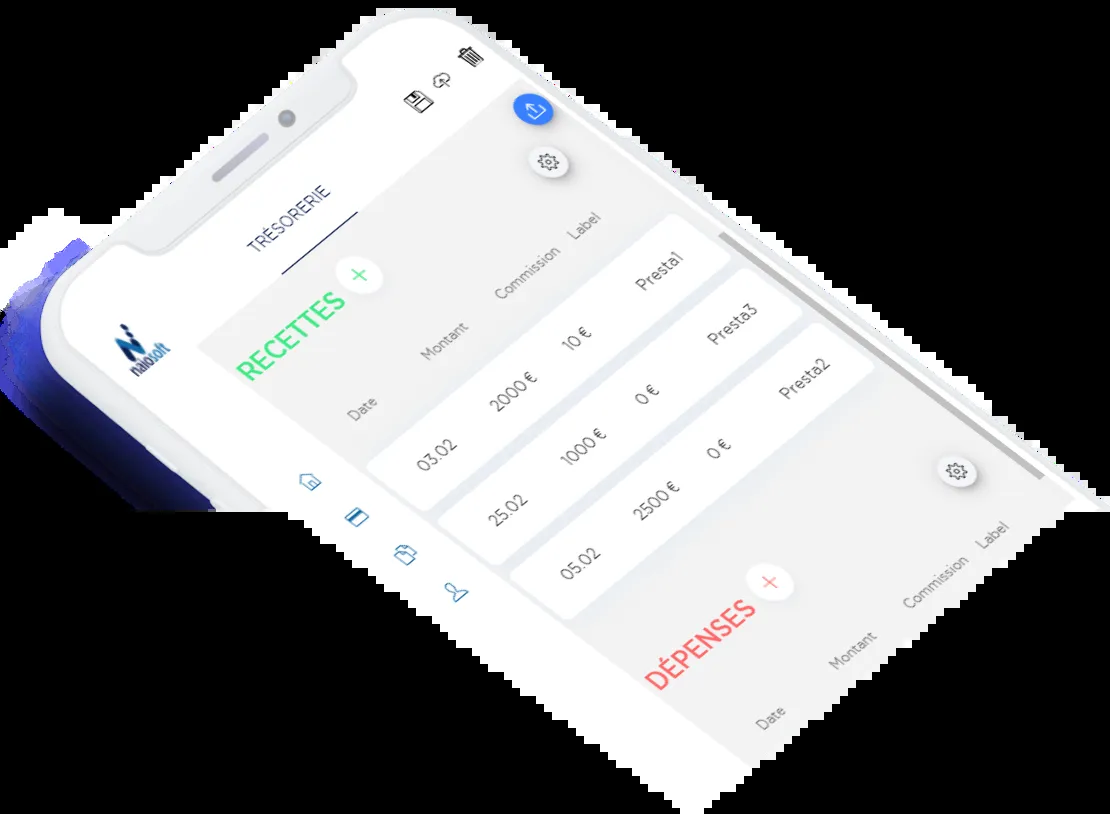 naiosoft
TRÉSORERIE
RECETTES
Date Montant Commission Label
03.02 2000 € 10 € Presta1
25.02 1000 € 0 € Presta3
05.02 2500 € 0 € Presta2
DÉPENSES
Date Montant Commission Label